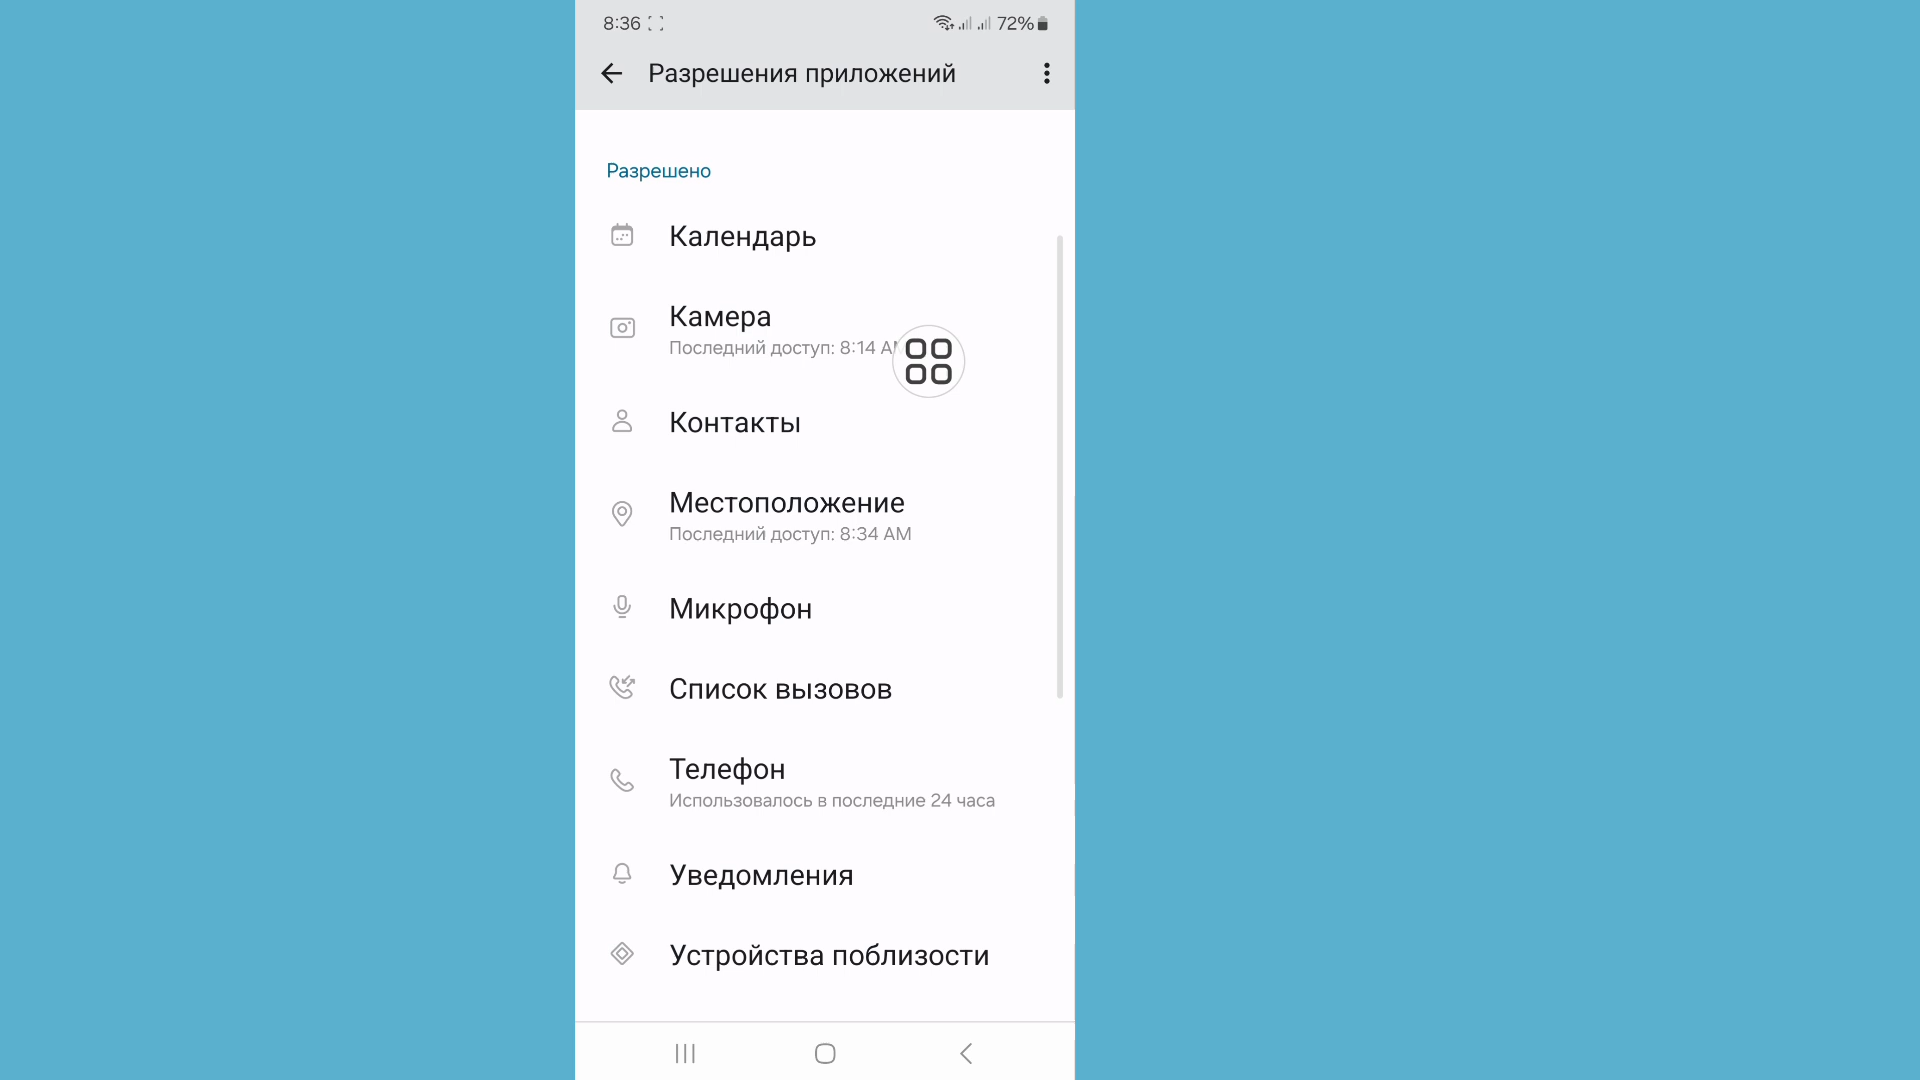 8:36 72%
Разрешения приложений
Разрешено
Календарь
Камера
Последний доступ: 8:14
Контакты
Местоположение
Последний доступ: 8:34 AM
Микрофон
Список вызовов
Телефон
Использовалось в последние 24 часа
Уведомления
Устройства поблизости